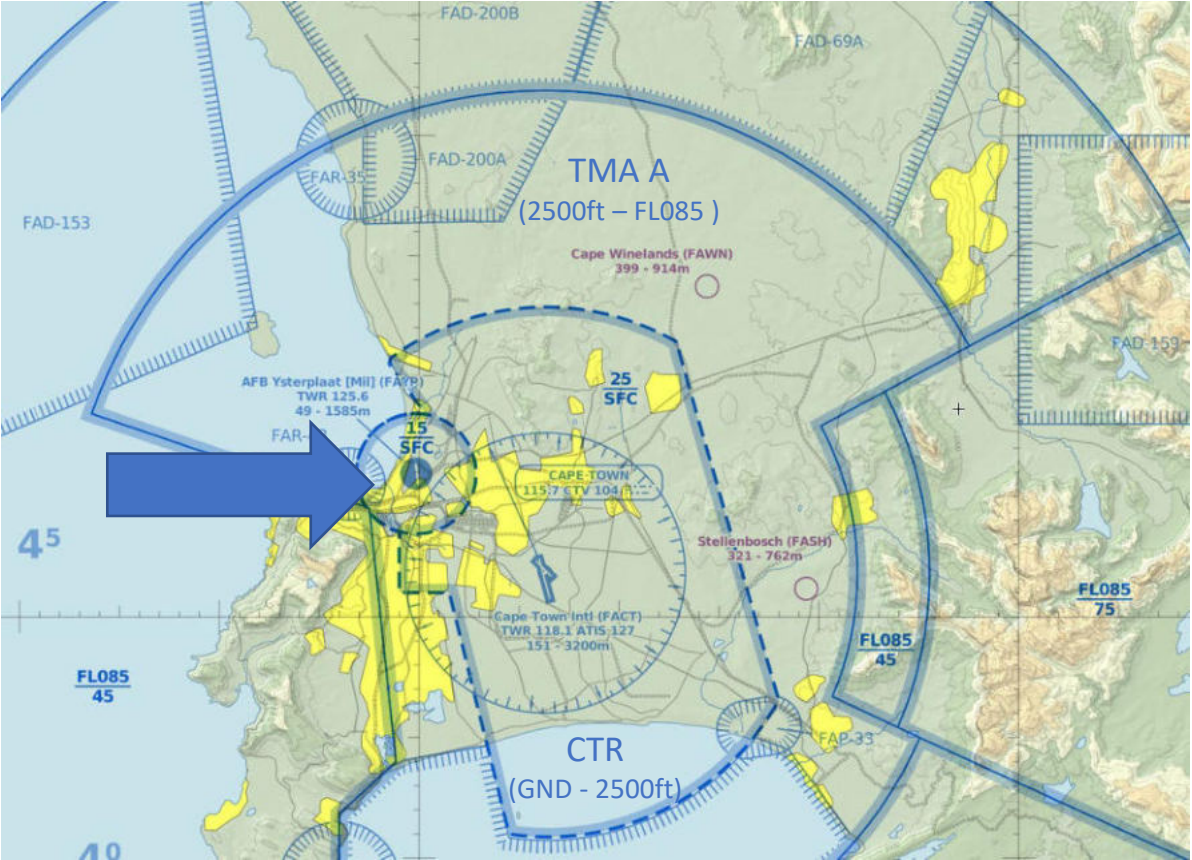 FAD-200B
FAD-69A
FAD-200A
FAR-35
TMA A
(2500ft – FL085 )
FAD-153
Cape Winelands (FAWN)
399 - 914m
FAD-159
AFB Ysterplaat [Mil] (FAYP)
TWR 125.6
49 - 1585m
25
SFC
15
SFC
FAR-
CAPE TOWN
115.7 CTV 104
4⁵
Stellenbosch (FASH)
321 - 762m
Cape Town Intl (FACT)
TWR 118.1 ATIS 127
151 - 3200m
FL085
75
FL085
45
FL085
45
FAP-33
CTR
(GND - 2500ft)
4⁰